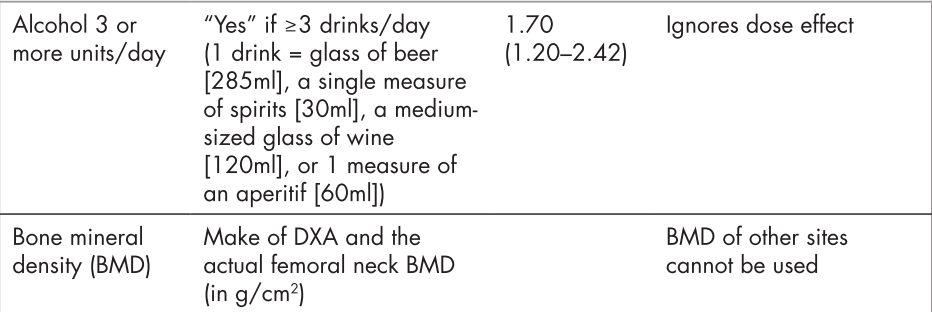 Alcohol 3 or more units/day
“Yes” if ≥3 drinks/day
(1 drink = glass of beer
[285ml], a single measure
of spirits [30ml], a medium-
sized glass of wine
[120ml], or 1 measure of
an aperitif [60ml])
1.70
(1.20–2.42)
Ignores dose effect
Bone mineral
density (BMD)
Make of DXA and the
actual femoral neck BMD
(in g/cm²)
BMD of other sites
cannot be used